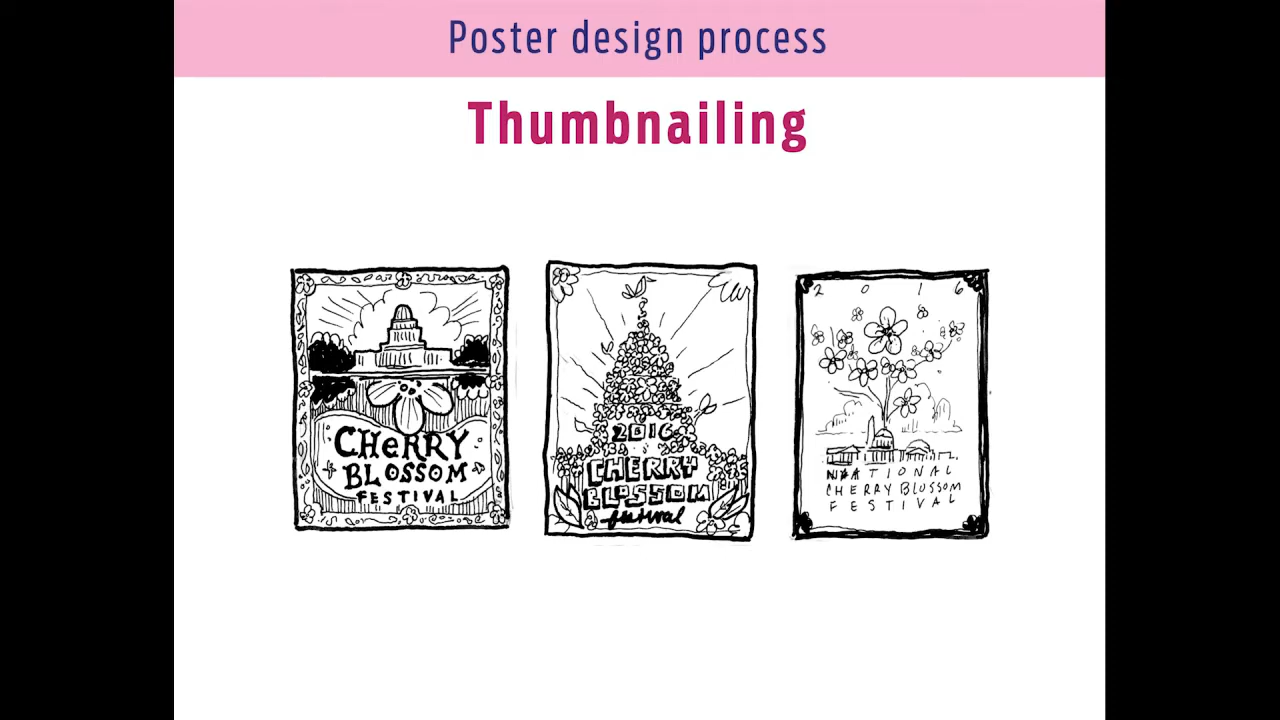 Poster design process
Thumbnailing
CHeRRY
BLOSSOM
FESTIVAL
2016
CHERRY
BLOSSOM
festival
2 0 1 6
NATIONAL
CHERRY BLOSSOM
FESTIVAL